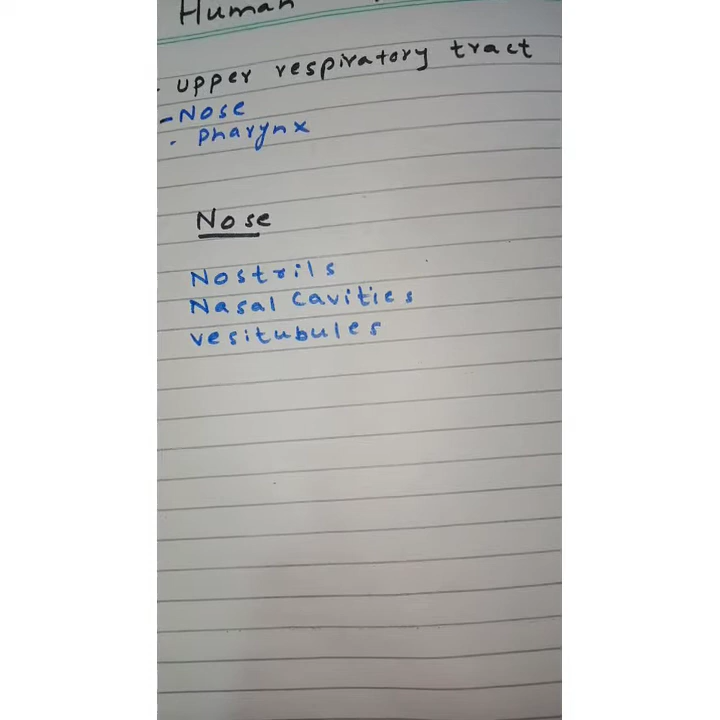 Human
· Upper respiratory tract
- Nose
· Pharynx
Nose
Nostrils
Nasal Cavities
vesitubules